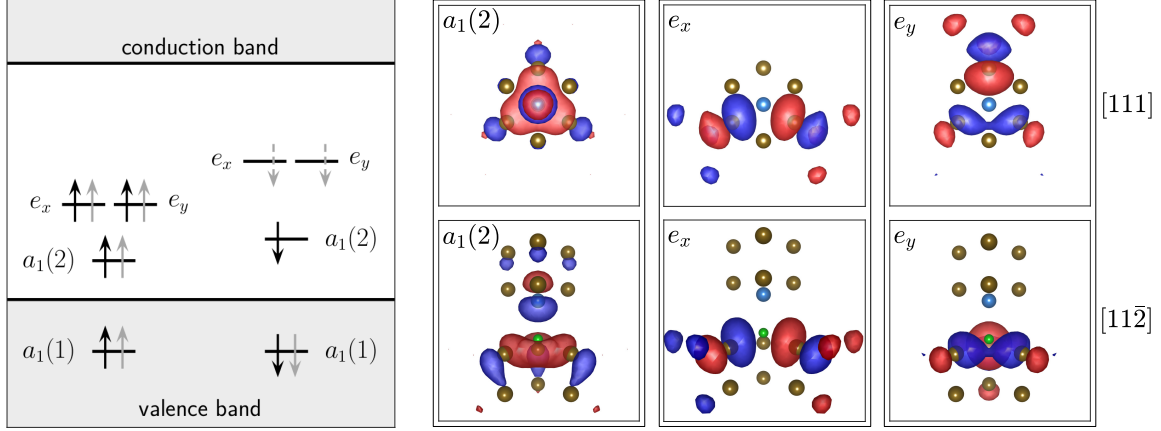 conduction band
e_x e_y
e_x e_y
a_1(2) a_1(2)
a_1(1) a_1(1)
valence band
a_1(2) e_x e_y
[111]
a_1(2) e_x e_y
[11\bar{2}]